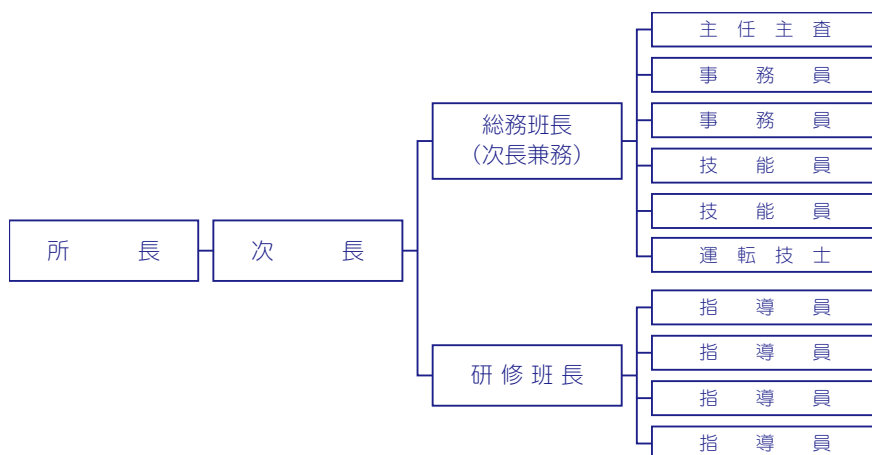 所長
次長
総務班長
（次長兼務）
研修班長
主任主査
事務員
事務員
技能員
技能員
運転技士
指導員
指導員
指導員
指導員